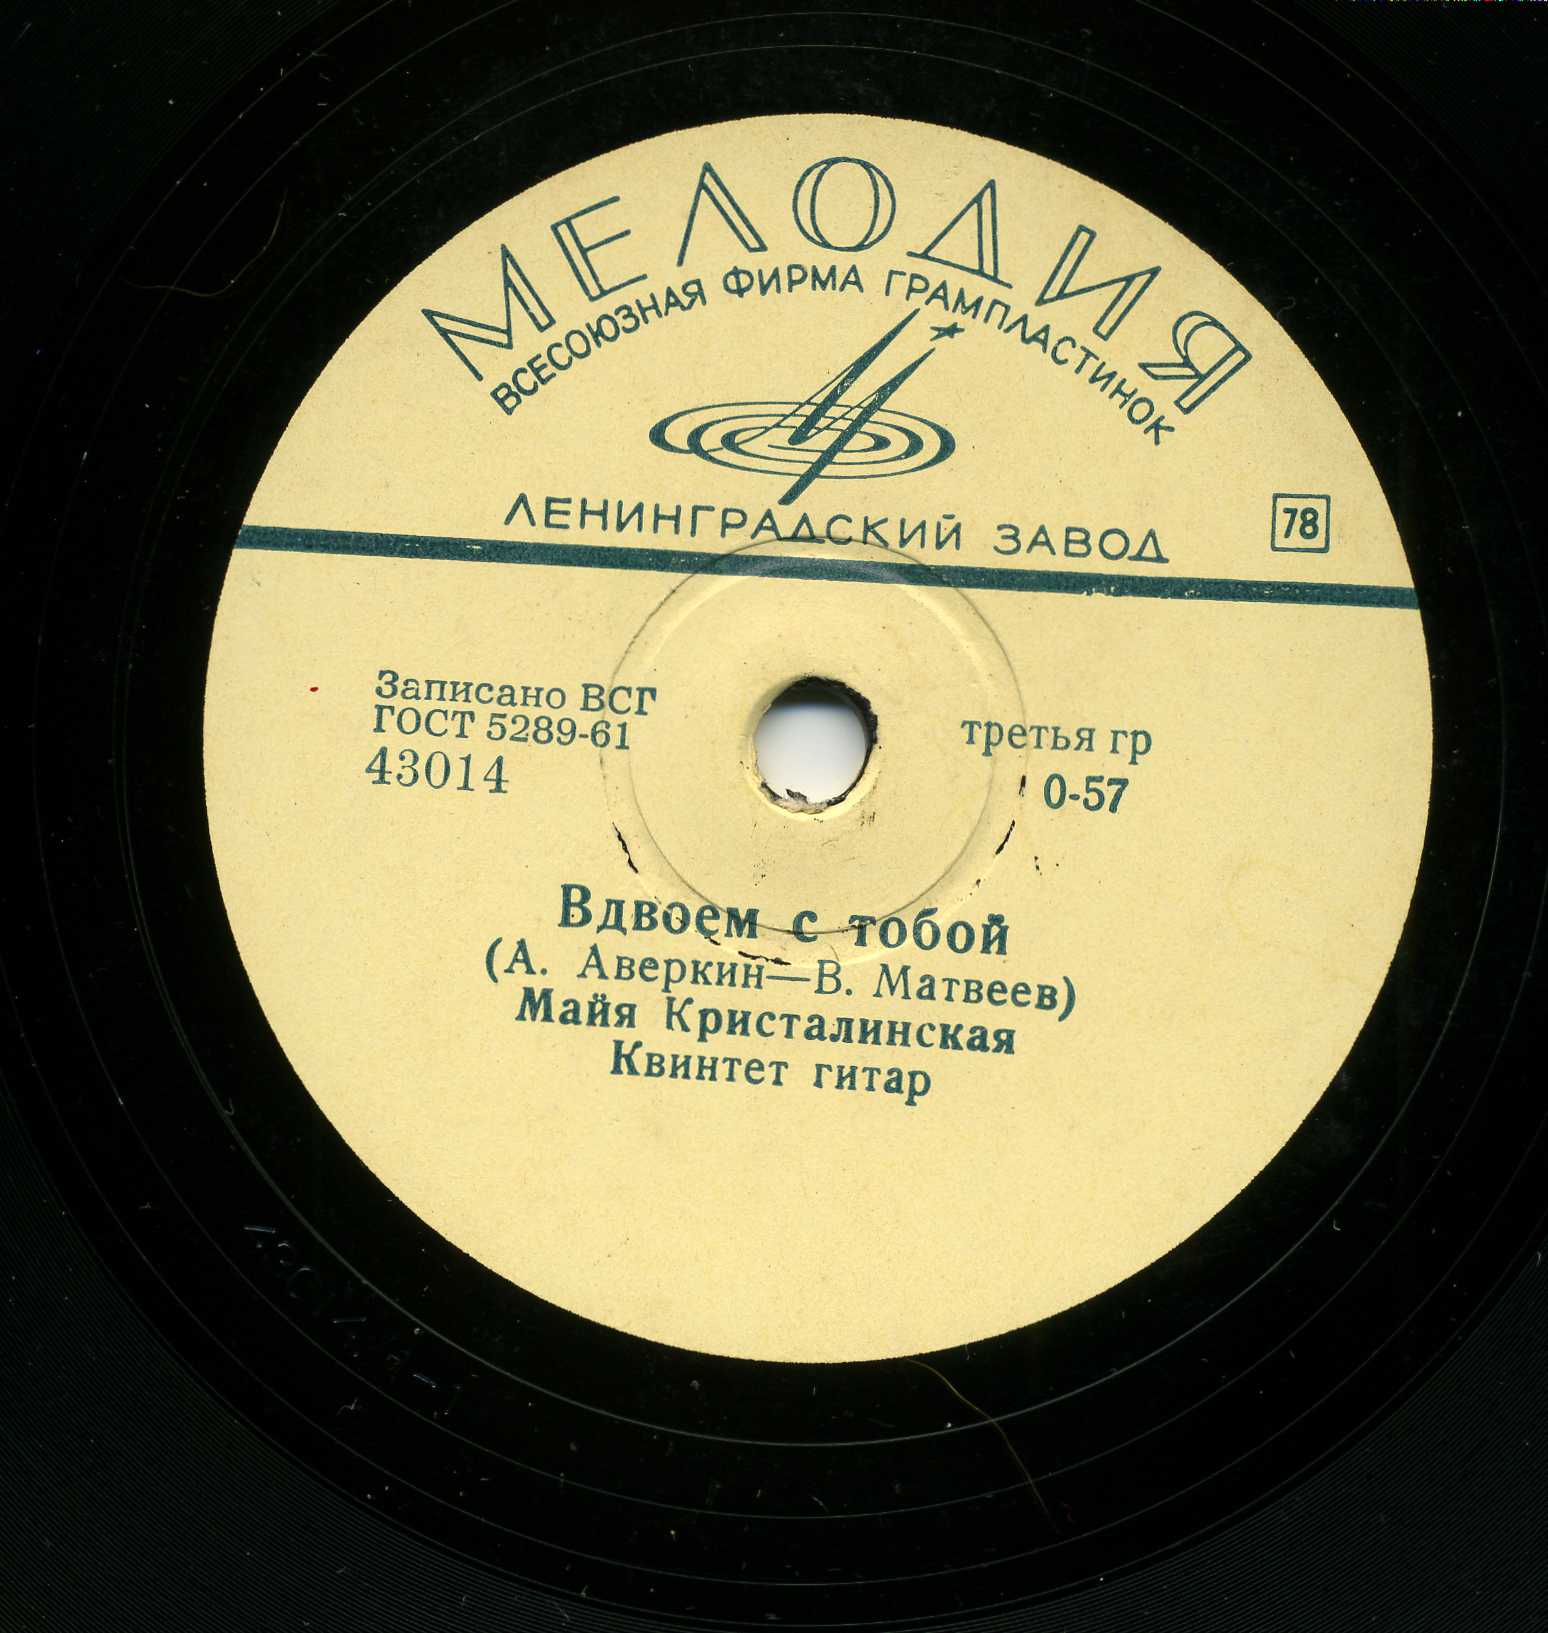 МЕЛОДИЯ
ВСЕСОЮЗНАЯ ФИРМА ГРАМПЛАСТИНОК
ЛЕНИНГРАДСКИЙ ЗАВОД
78
Записано ВСГ
ГОСТ 5289-61
43014
третья гр
0-57
Вдвоем с тобой
(А. Аверкин—В. Матвеев)
Майя Кристалинская
Квинтет гитар